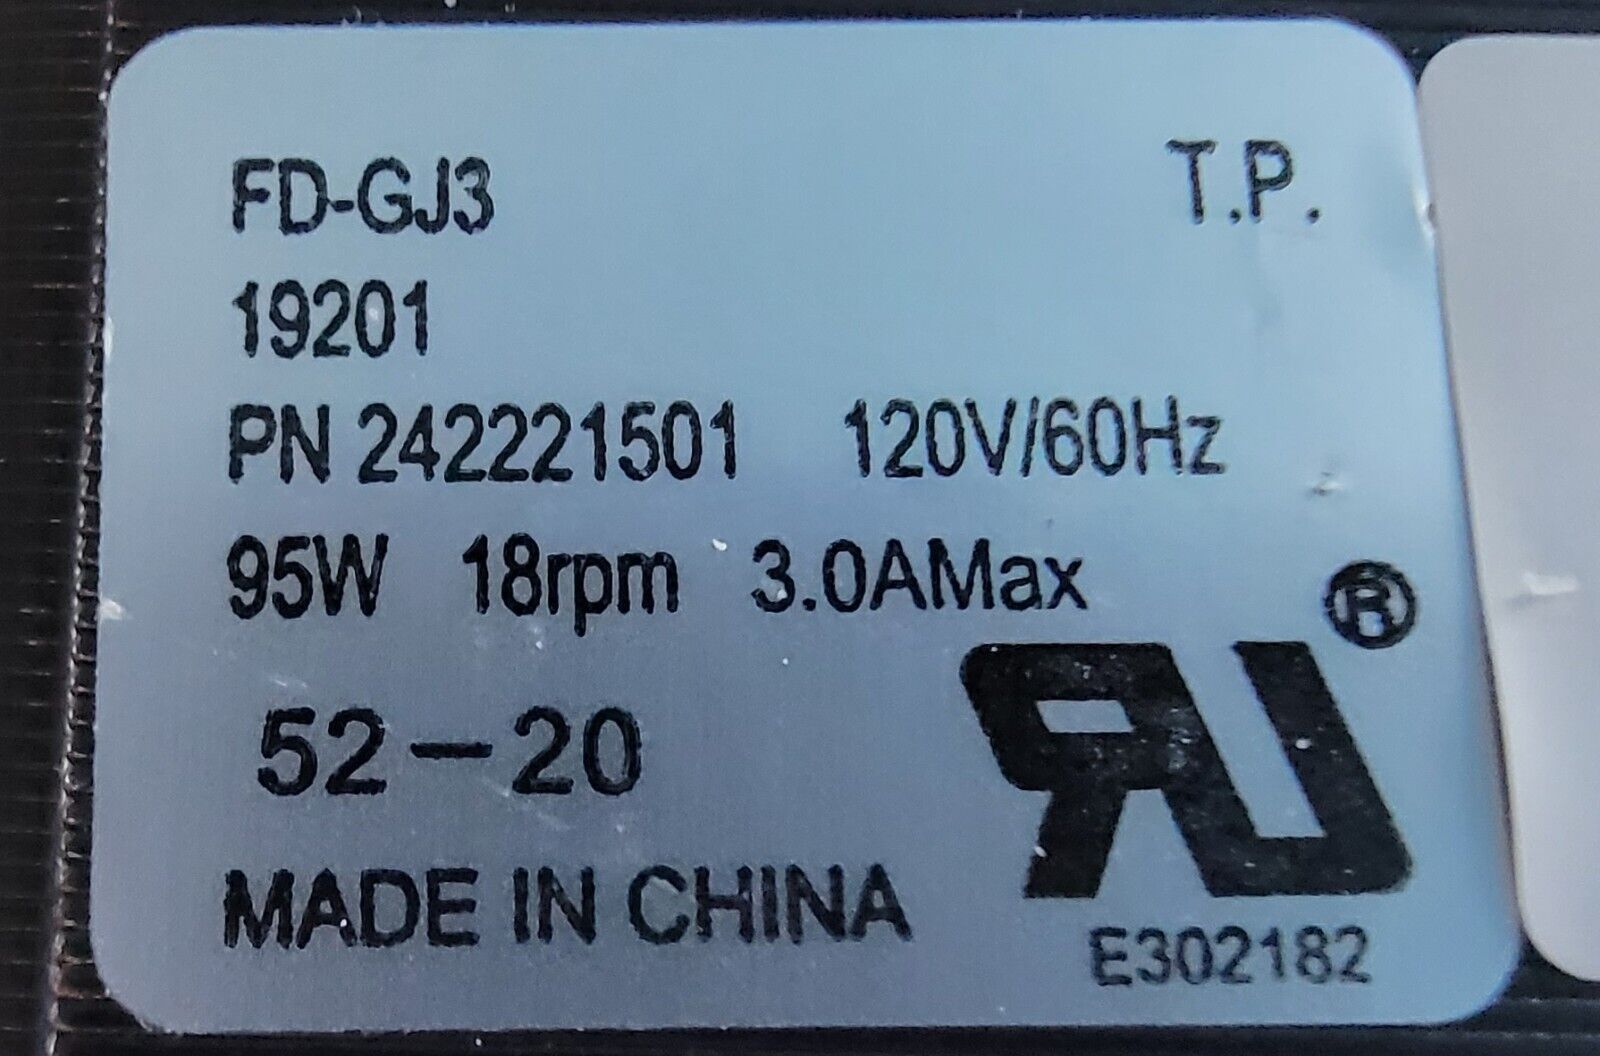 FD-GJ3 T.P.
19201
PN 242221501 120V/60Hz
95W 18rpm 3.0AMax
®
52-20
MADE IN CHINA
E302182